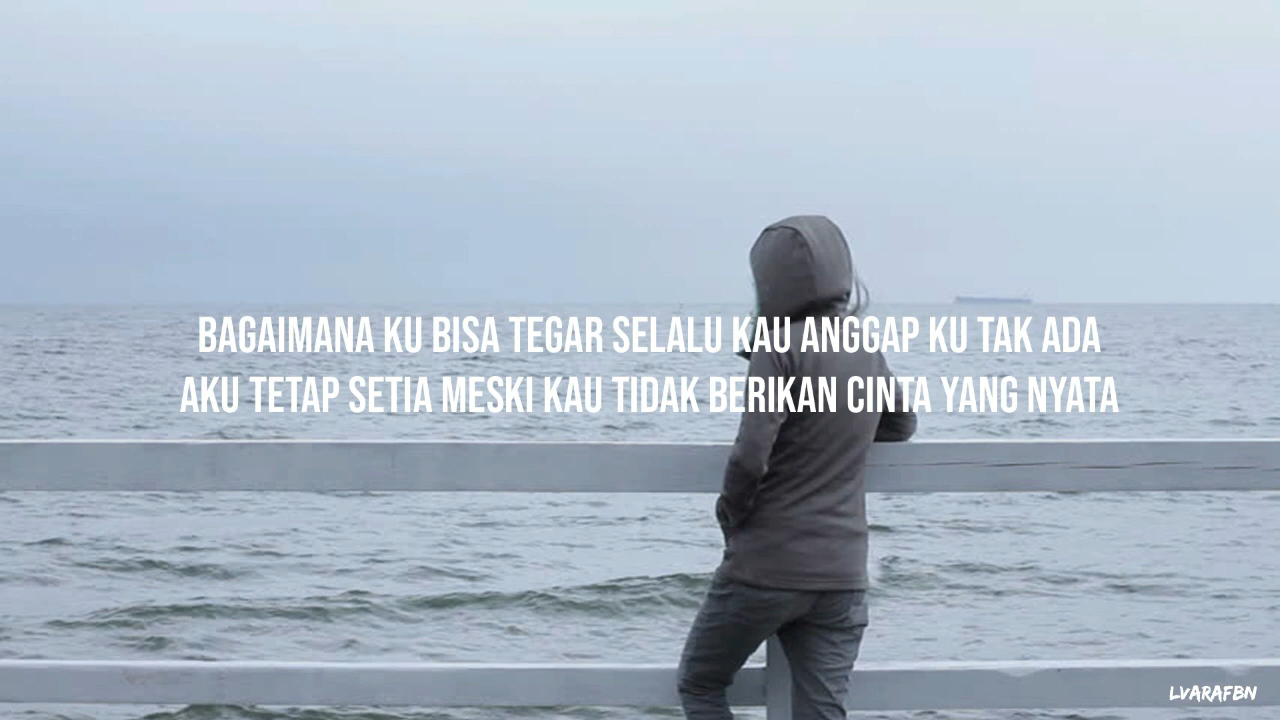 BAGAIMANA KU BISA TEGAR SELALU KAU ANGGAP KU TAK ADA
AKU TETAP SETIA MESKI KAU TIDAK BERIKAN CINTA YANG NYATA
LVARAFBN